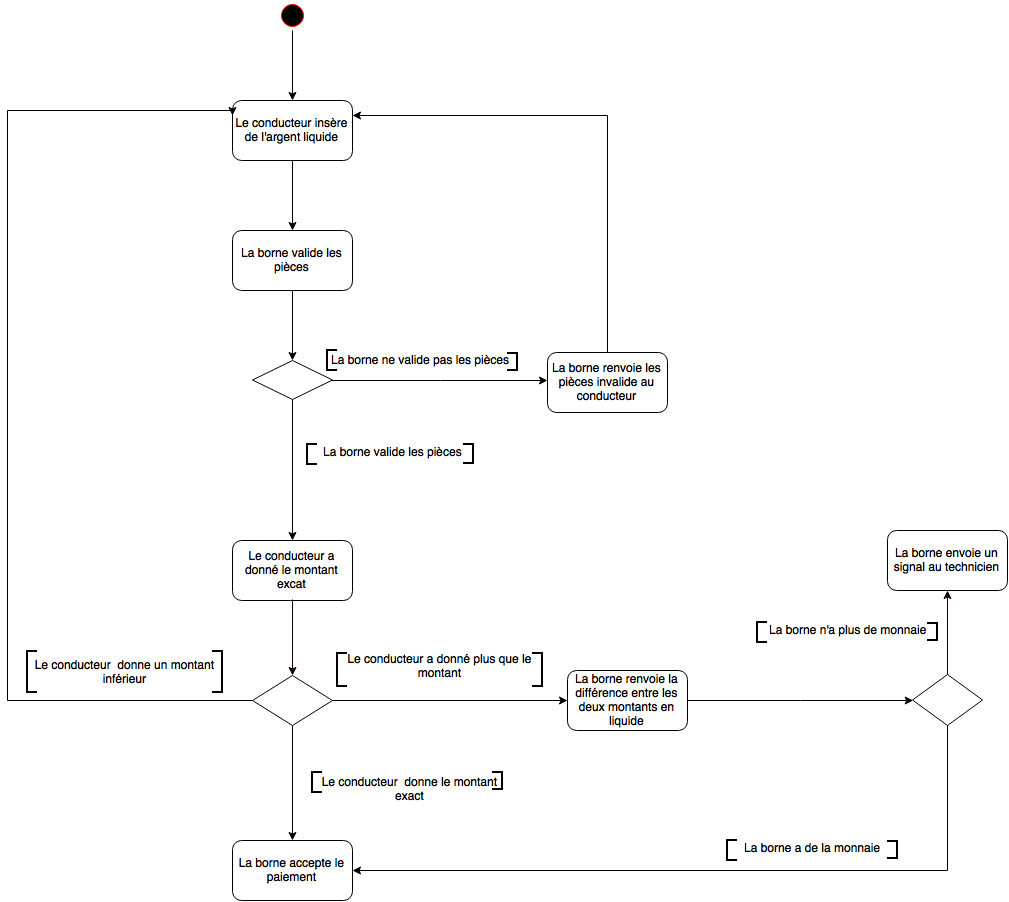 Le conducteur insère
de l'argent liquide
La borne valide les
pièces
La borne ne valide pas les pièces
La borne renvoie les
pièces invalide au
conducteur
La borne valide les pièces
Le conducteur a
donné le montant
excat
La borne envoie un
signal au technicien
La borne n'a plus de monnaie
Le conducteur donne un montant
inférieur
Le conducteur a donné plus que le
montant
La borne renvoie la
différence entre les
deux montants en
liquide
Le conducteur donne le montant
exact
La borne a de la monnaie
La borne accepte le
paiement